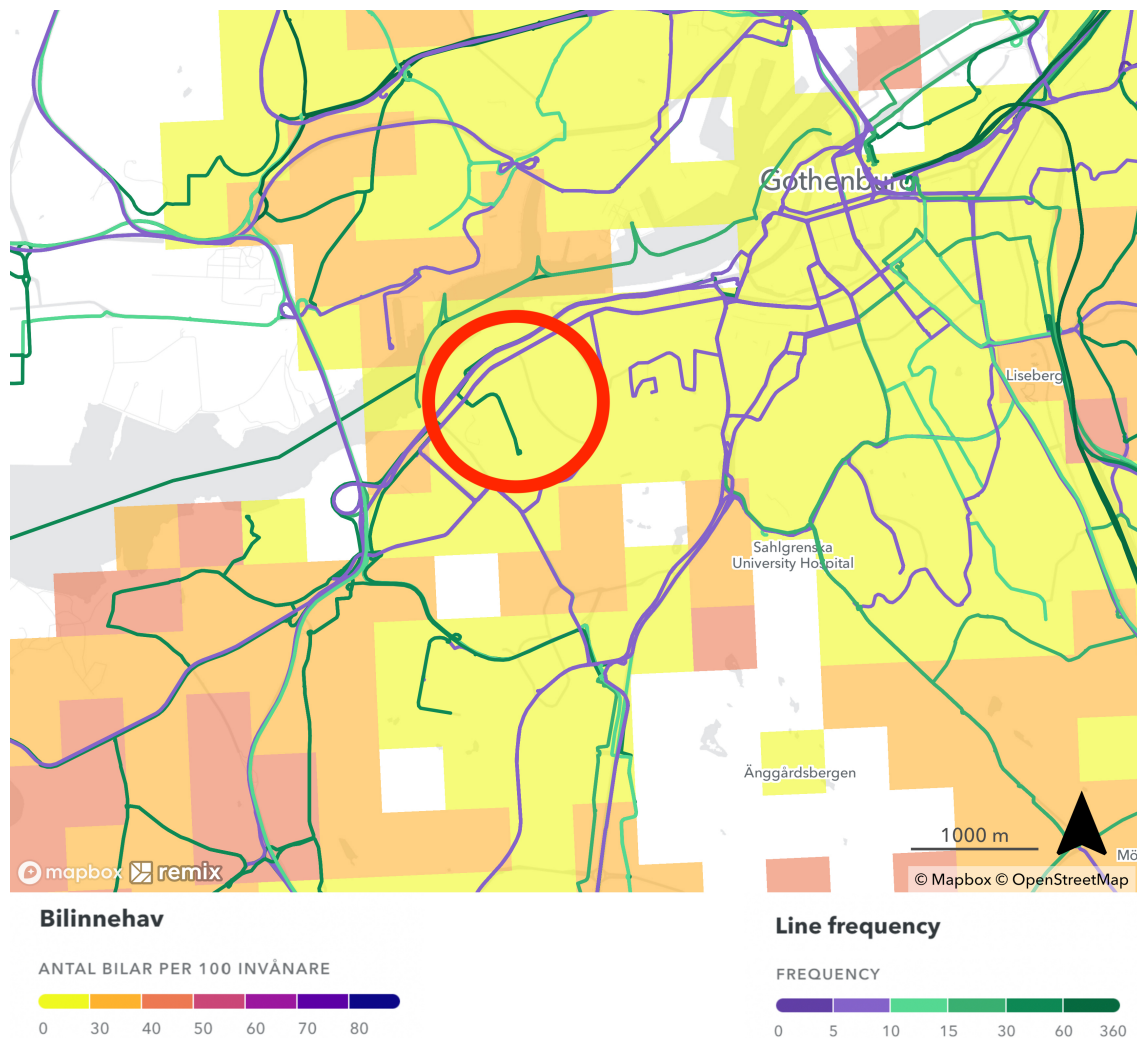 Gothenburg
Liseberg
Sahlgrenska
University Hospital
Änggårdsbergen
1000 m
Mö
mapbox remix
© Mapbox © OpenStreetMap
Bilinnehav
ANTAL BILAR PER 100 INVÅNARE
0 30 40 50 60 70 80
Line frequency
FREQUENCY
0 5 10 15 30 60 360